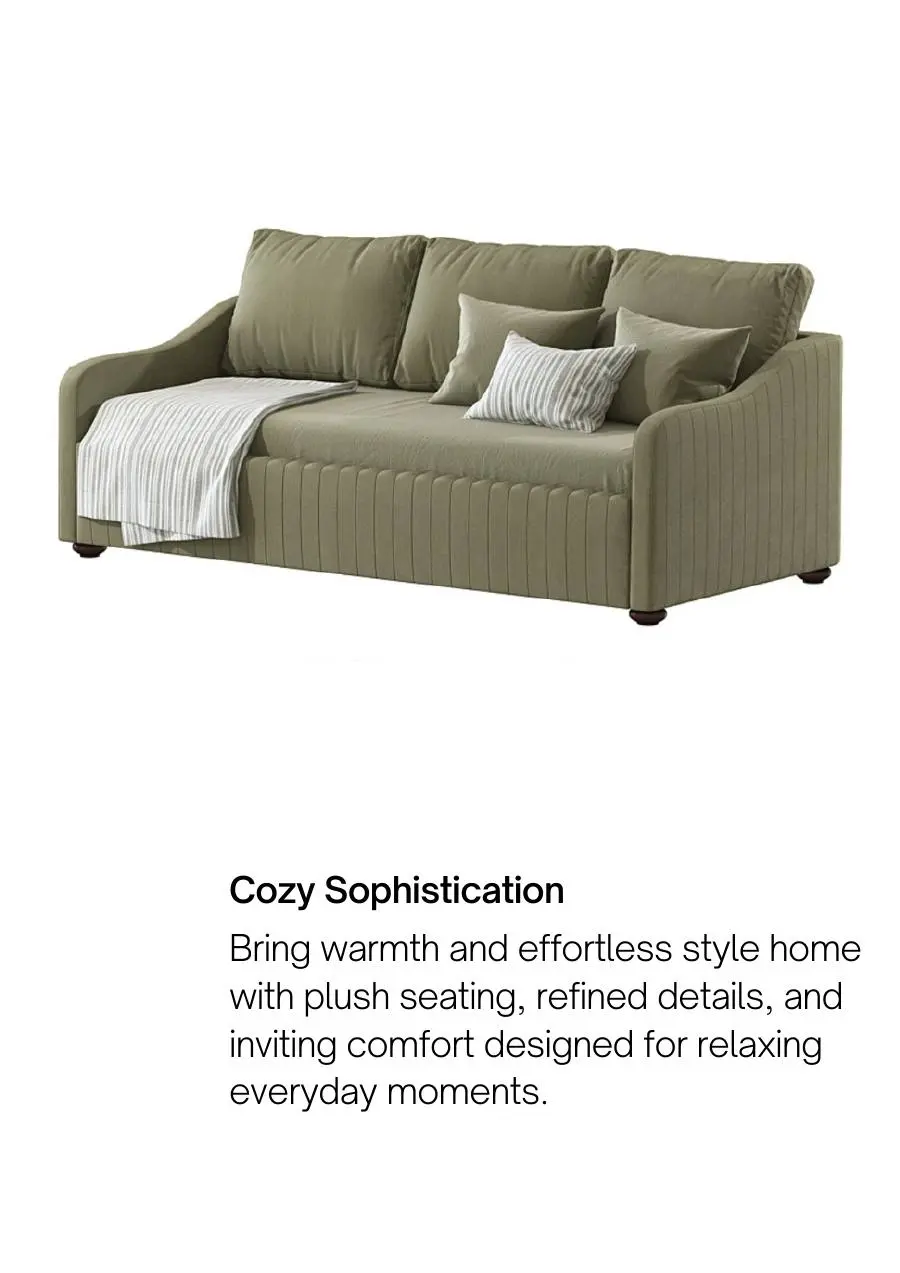 Cozy Sophistication
Bring warmth and effortless style home
with plush seating, refined details, and
inviting comfort designed for relaxing
everyday moments.